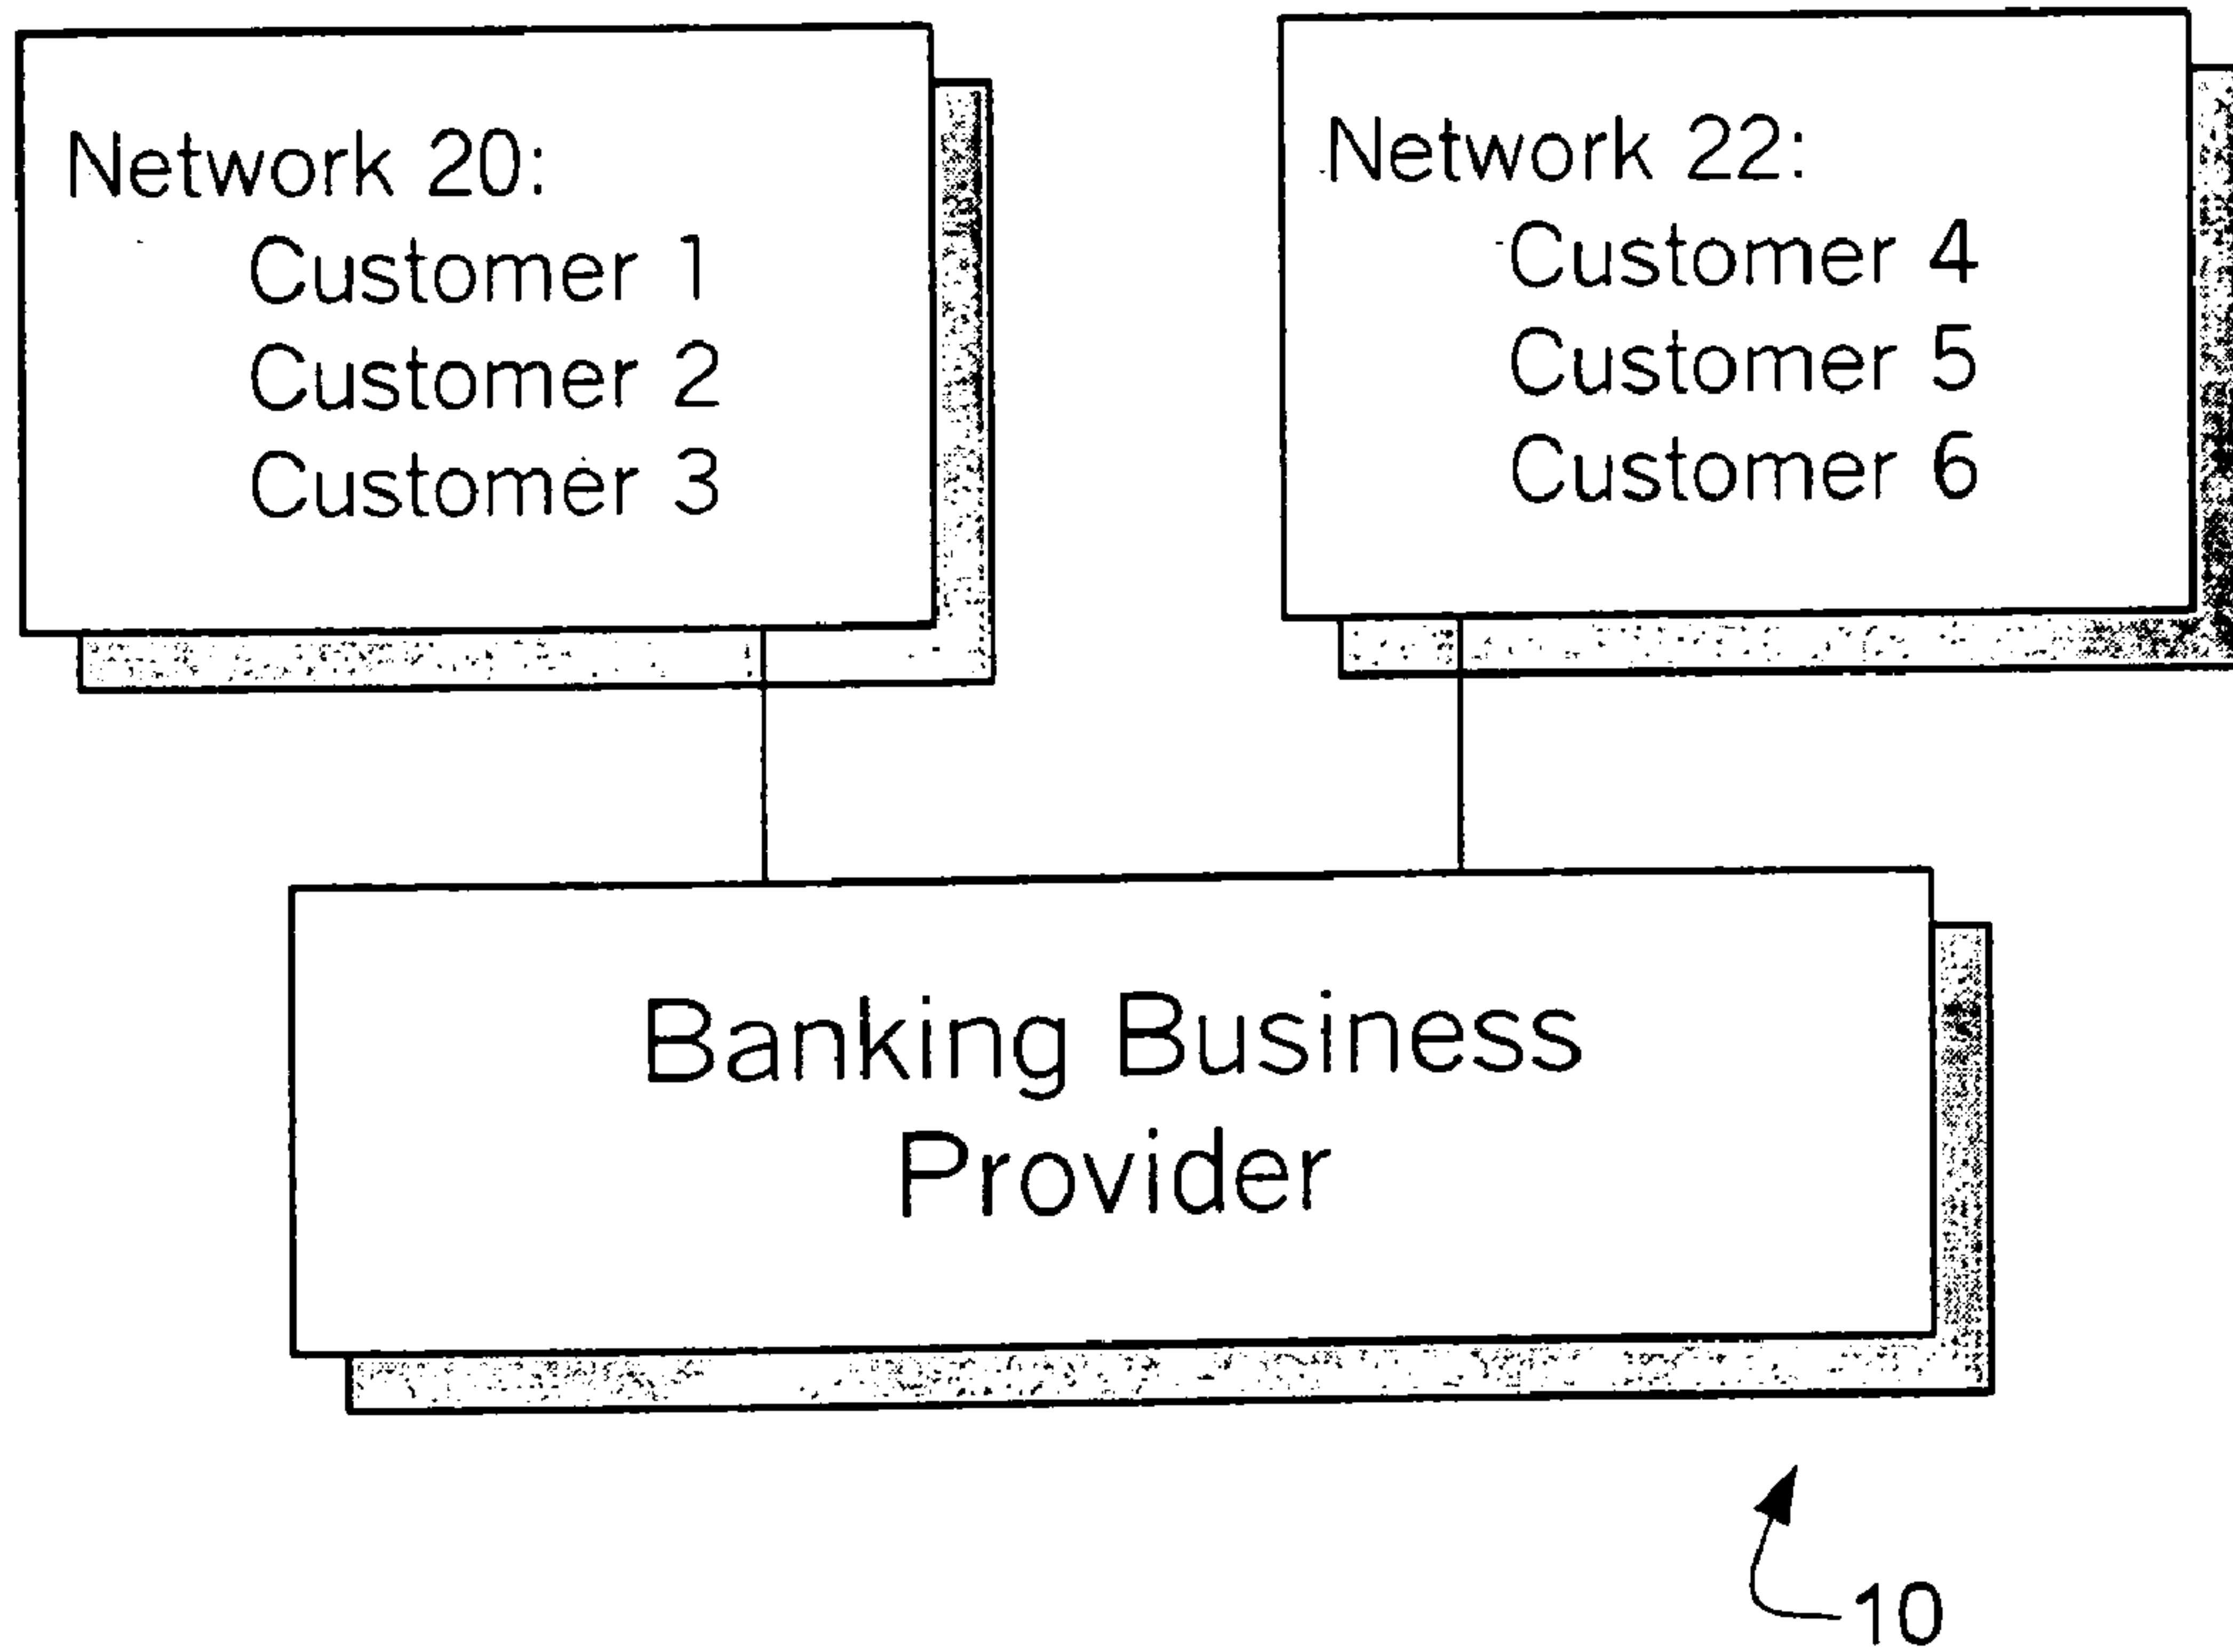 Network 20:
Customer 1
Customer 2
Customer 3
Network 22:
Customer 4
Customer 5
Customer 6
Banking Business
Provider
10